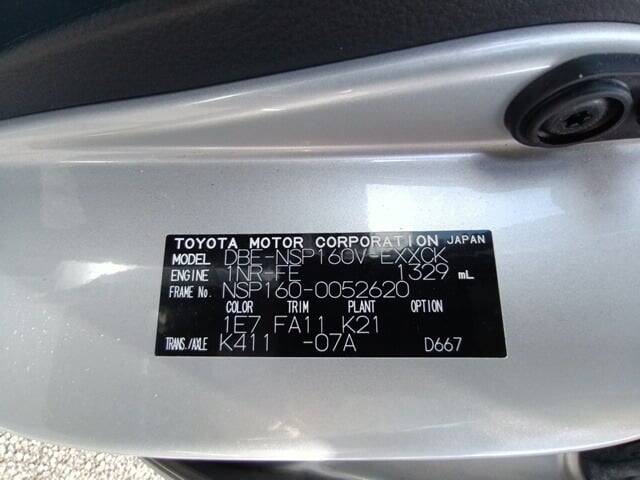 TOYOTA MOTOR CORPORATION JAPAN
MODEL DBE-NSP160V-EXXCK
ENGINE 1NR-FE 1329 mL
FRAME No. NSP160-0052620
COLOR TRIM PLANT OPTION
1E7 FA11 K21
TRANS./AXLE K411 -07A D667